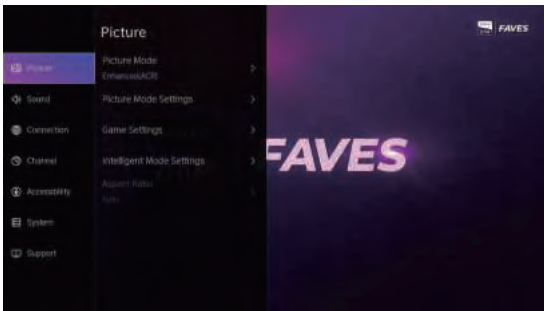 Picture
FAVES
Picture
Picture Mode
Enhanced(ACR)
Sound
Picture Mode Settings
Connection
Game Settings
FAVES
Channel
Intelligent Mode Settings
Aspect Ratio
Auto
Accessibility
System
Support